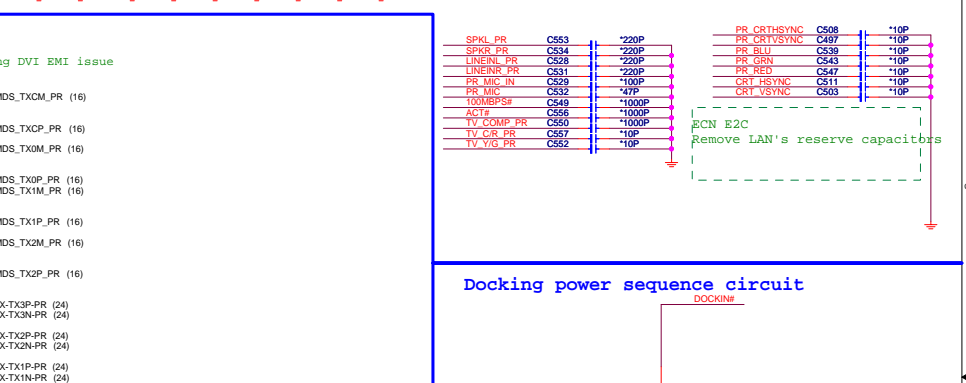 ng DVI EMI issue
MDS_TXCM_PR (16)
MDS_TXCP_PR (16)
MDS_TX0M_PR (16)
MDS_TX0P_PR (16)
MDS_TX1M_PR (16)
MDS_TX1P_PR (16)
MDS_TX2M_PR (16)
MDS_TX2P_PR (16)
X-TX3P-PR (24)
X-TX3N-PR (24)
X-TX2P-PR (24)
X-TX2N-PR (24)
X-TX1P-PR (24)
X-TX1N-PR (24)
SPKL_PR C553 *220P
SPKR_PR C534 *220P
LINEINL_PR C528 *220P
LINEINR_PR C531 *220P
PR_MIC_IN C529 *100P
PR_MIC C532 *47P
100MBPS# C549 *1000P
ACT# C556 *1000P
TV_COMP_PR C550 *1000P
TV_C/R_PR C557 *10P
TV_Y/G_PR C552 *10P
PR_CRTHSYNC C508 *10P
PR_CRTVSYNC C497 *10P
PR_BLU C539 *10P
PR_GRN C543 *10P
PR_RED C547 *10P
CRT_HSYNC C511 *10P
CRT_VSYNC C503 *10P
ECN E2C
Remove LAN's reserve capacitors
Docking power sequence circuit
DOCKIN#